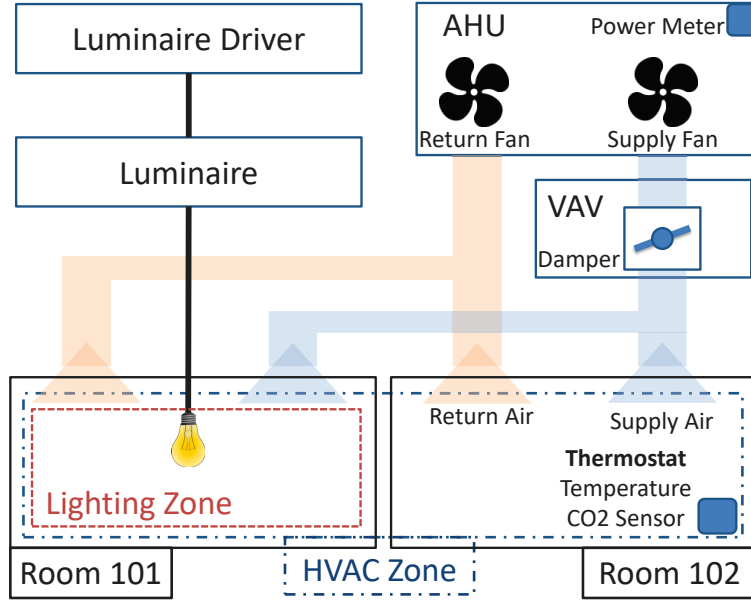 Luminaire Driver
AHU
Power Meter
Return Fan
Supply Fan
Luminaire
VAV
Damper
Return Air
Supply Air
Thermostat
Temperature
CO2 Sensor
Lighting Zone
Room 101
HVAC Zone
Room 102